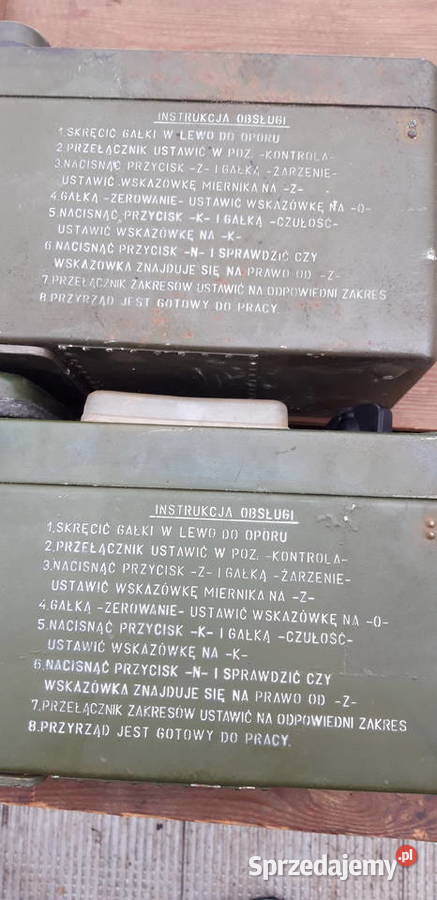 INSTRUKCJA OBSŁUGI
1.SKRĘCIĆ GAŁKI W LEWO DO OPORU
2.PRZEŁĄCZNIK USTAWIĆ W POZ. -KONTROLA-
3.NACISNĄĆ PRZYCISK -Z- I GAŁKĄ -ŻARZENIE-
USTAWIĆ WSKAZÓWKĘ MIERNIKA NA -Z-
4.GAŁKĄ -ZEROWANIE- USTAWIĆ WSKAZÓWKĘ NA -O-
5.NACISNĄĆ PRZYCISK -K- I GAŁKĄ -CZUŁOŚĆ-
USTAWIĆ WSKAZÓWKĘ NA -K-
6.NACISNĄĆ PRZYCISK -N- I SPRAWDZIĆ CZY
WSKAZÓWKA ZNAJDUJE SIĘ NA PRAWO OD -Z-
7.PRZEŁĄCZNIK ZAKRESÓW USTAWIĆ NA ODPOWIEDNI ZAKRES
8.PRZYRZĄD JEST GOTOWY DO PRACY
INSTRUKCJA OBSŁUGI
1.SKRĘCIĆ GAŁKI W LEWO DO OPORU
2.PRZEŁĄCZNIK USTAWIĆ W POZ. -KONTROLA-
3.NACISNĄĆ PRZYCISK -Z- I GAŁKĄ -ŻARZENIE-
USTAWIĆ WSKAZÓWKĘ MIERNIKA NA -Z-
4.GAŁKĄ -ZEROWANIE- USTAWIĆ WSKAZÓWKĘ NA -O-
5.NACISNĄĆ PRZYCISK -K- I GAŁKĄ -CZUŁOŚĆ-
USTAWIĆ WSKAZÓWKĘ NA -K-
6.NACISNĄĆ PRZYCISK -N- I SPRAWDZIĆ CZY
WSKAZÓWKA ZNAJDUJE SIĘ NA PRAWO OD -Z-
7.PRZEŁĄCZNIK ZAKRESÓW USTAWIĆ NA ODPOWIEDNI ZAKRES
8.PRZYRZĄD JEST GOTOWY DO PRACY.
Sprzedajemy.pl